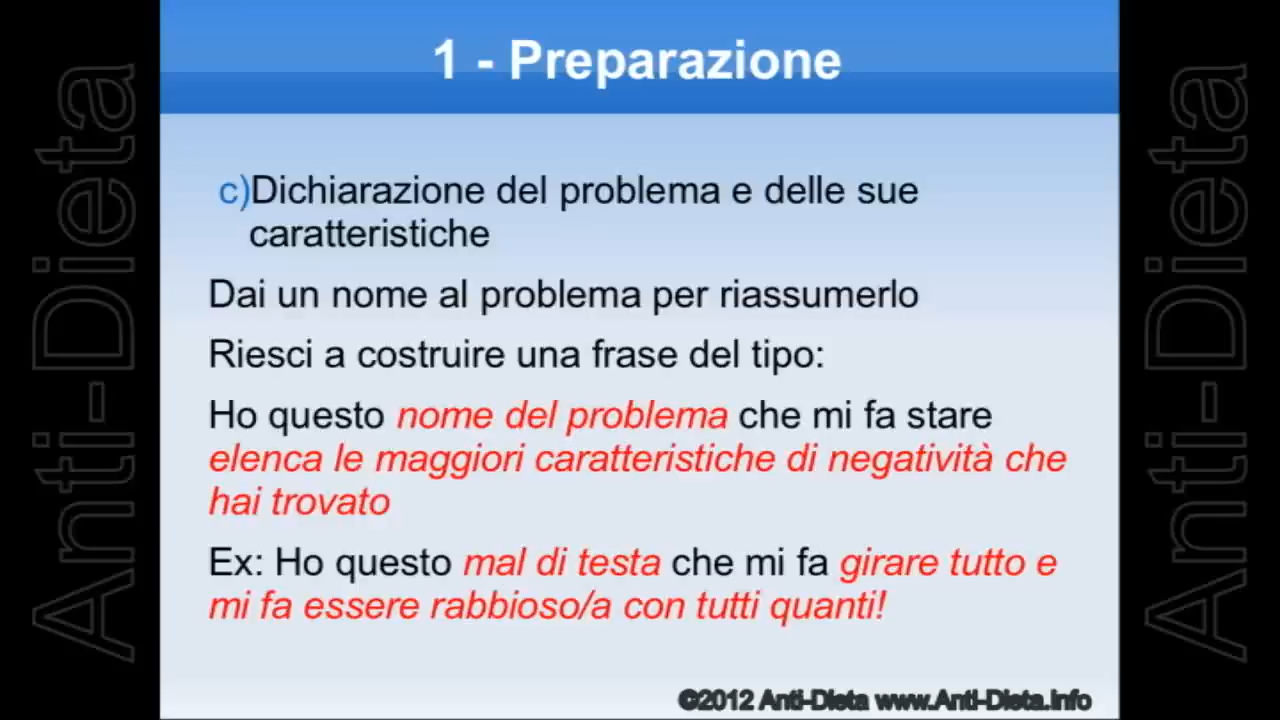 1 - Preparazione
c)Dichiarazione del problema e delle sue
caratteristiche
Dai un nome al problema per riassumerlo
Riesci a costruire una frase del tipo:
Ho questo nome del problema che mi fa stare
elenca le maggiori caratteristiche di negatività che
hai trovato
Ex: Ho questo mal di testa che mi fa girare tutto e
mi fa essere rabbioso/a con tutti quanti!
©2012 Anti-Dieta www.Anti-Dieta.info
Anti-Dieta
Anti-Dieta